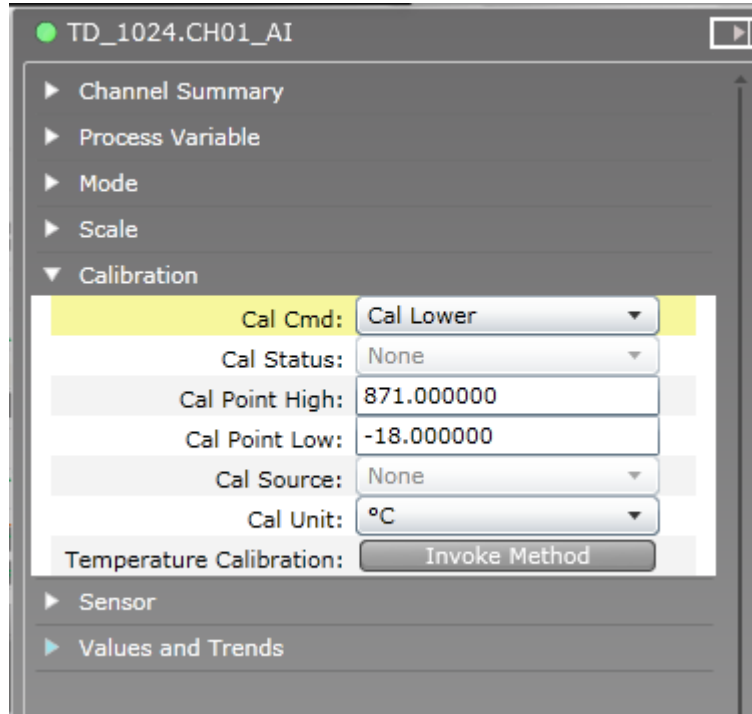 TD_1024.CH01_AI
Channel Summary
Process Variable
Mode
Scale
Calibration
Cal Cmd: Cal Lower
Cal Status: None
Cal Point High: 871.000000
Cal Point Low: -18.000000
Cal Source: None
Cal Unit: °C
Temperature Calibration: Invoke Method
Sensor
Values and Trends